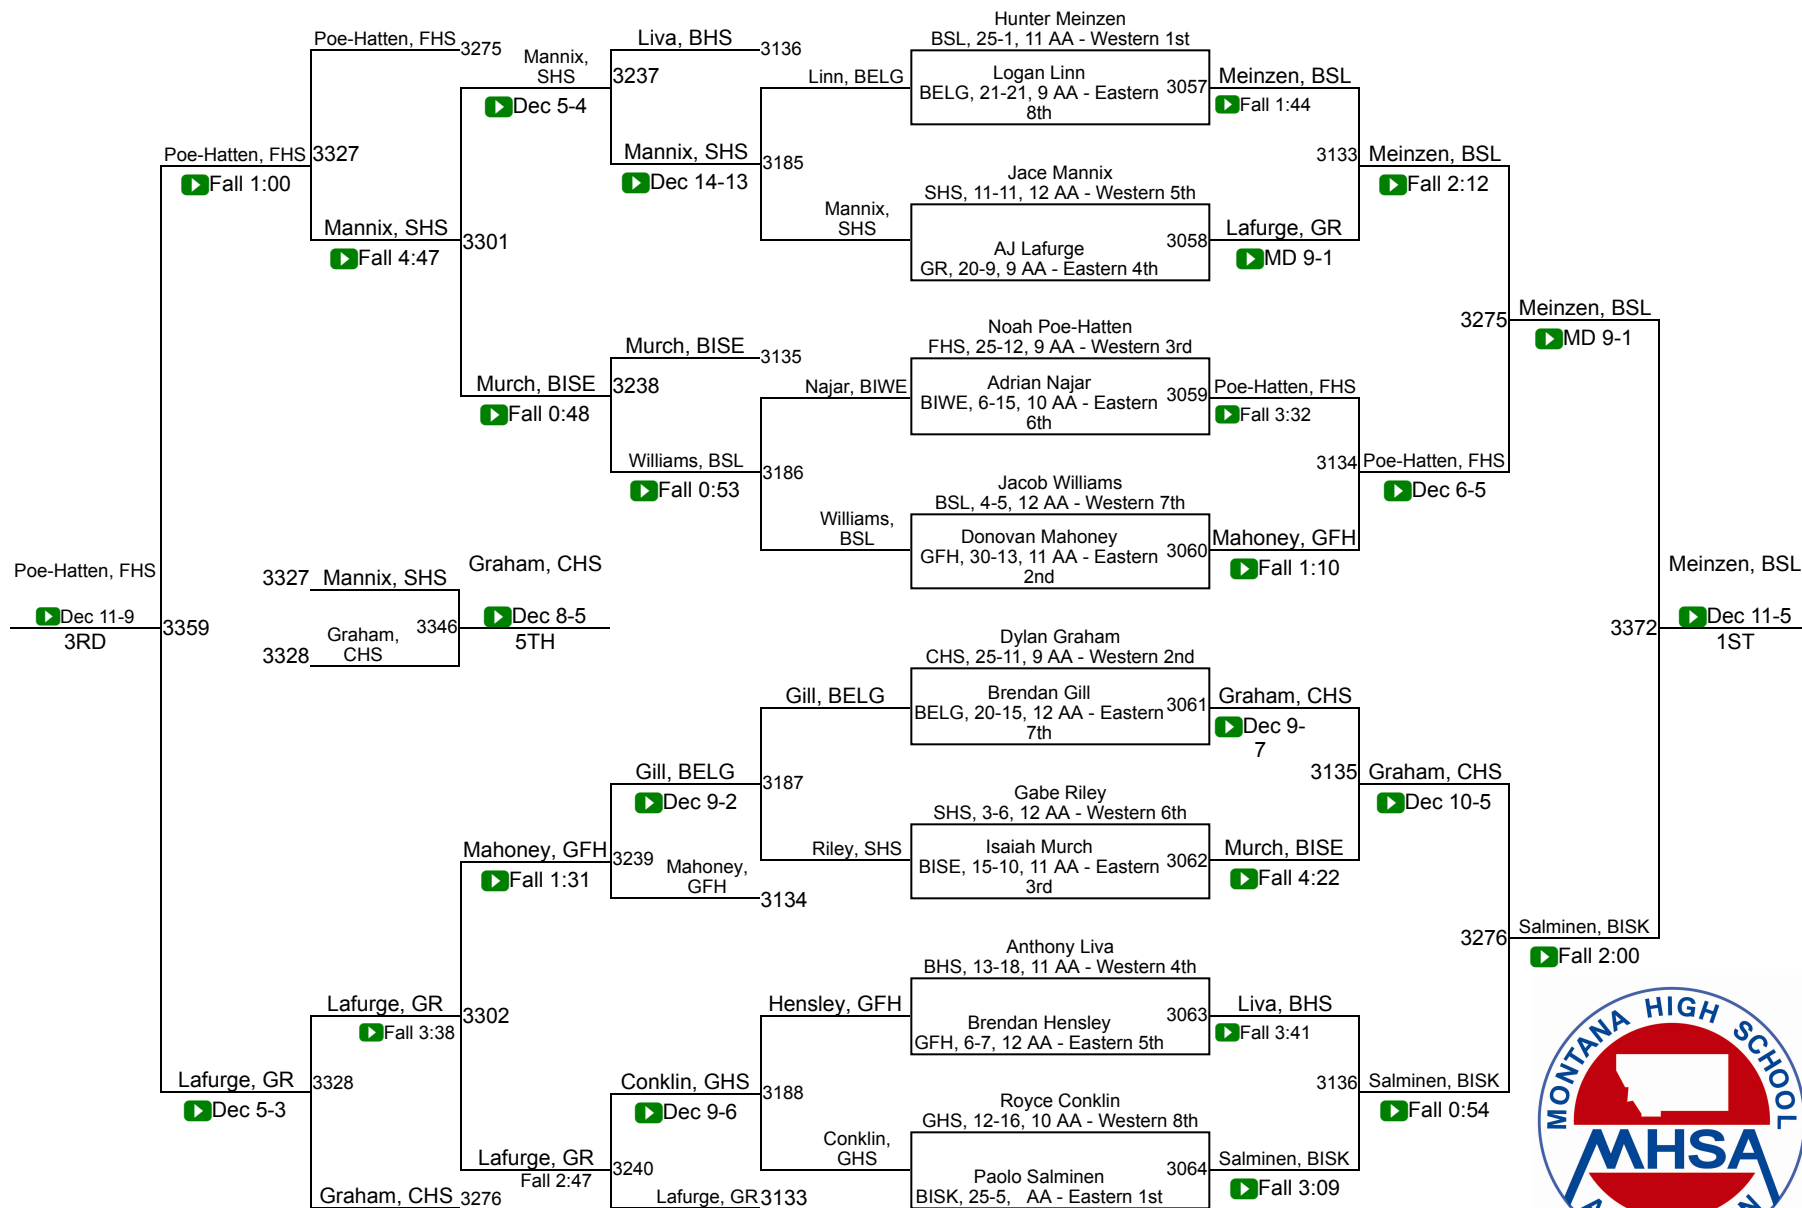 Hunter Meinzen
BSL, 25-1, 11 AA - Western 1st
Logan Linn
BELG, 21-21, 9 AA - Eastern
8th
3057
Jace Mannix
SHS, 11-11, 12 AA - Western 5th
AJ Lafurge
GR, 20-9, 9 AA - Eastern 4th
3058
Noah Poe-Hatten
FHS, 25-12, 9 AA - Western 3rd
Adrian Najar
BIWE, 6-15, 10 AA - Eastern
6th
3059
Jacob Williams
BSL, 4-5, 12 AA - Western 7th
Donovan Mahoney
GFH, 30-13, 11 AA - Eastern
2nd
3060
Dylan Graham
CHS, 25-11, 9 AA - Western 2nd
Brendan Gill
BELG, 20-15, 12 AA - Eastern
7th
3061
Gabe Riley
SHS, 3-6, 12 AA - Western 6th
Isaiah Murch
BISE, 15-10, 11 AA - Eastern
3rd
3062
Anthony Liva
BHS, 13-18, 11 AA - Western 4th
Brendan Hensley
GFH, 6-7, 12 AA - Eastern 5th
3063
Royce Conklin
GHS, 12-16, 10 AA - Western 8th
Paolo Salminen
BISK, 25-5, AA - Eastern 1st
3064
Meinzen, BSL
Fall 1:44
Lafurge, GR
MD 9-1
3133
Poe-Hatten, FHS
Fall 3:32
Mahoney, GFH
Fall 1:10
3134
Graham, CHS
Dec 9-
7
Murch, BISE
Fall 4:22
3135
Liva, BHS
Fall 3:41
Salminen, BISK
Fall 3:09
3136
Meinzen, BSL
Fall 2:12
Poe-Hatten, FHS
Dec 6-5
3275
Graham, CHS
Dec 10-5
Salminen, BISK
Fall 0:54
3276
Meinzen, BSL
MD 9-1
Salminen, BISK
Fall 2:00
3372
Meinzen, BSL
Dec 11-5
1ST
Linn, BELG
Mannix,
SHS
3185
Najar, BIWE
Williams,
BSL
3186
Gill, BELG
Riley, SHS
3187
Hensley, GFH
Conklin,
GHS
3188
Liva, BHS
3136
Mannix, SHS
Dec 14-13
3237
Murch, BISE
3135
Williams, BSL
Fall 0:53
3238
Gill, BELG
Dec 9-2
Mahoney,
GFH
3134
3239
Conklin, GHS
Dec 9-6
Lafurge, GR
3133
3240
Mannix,
SHS
Dec 5-4
Murch, BISE
Fall 0:48
3301
Mahoney, GFH
Fall 1:31
Lafurge, GR
Fall 2:47
3302
Poe-Hatten, FHS
3275
Mannix, SHS
Fall 4:47
3327
Lafurge, GR
Fall 3:38
Graham, CHS
3276
3328
Poe-Hatten, FHS
Fall 1:00
Lafurge, GR
Dec 5-3
3359
Poe-Hatten, FHS
Dec 11-9
3RD
3327
Mannix, SHS
3328
Graham,
CHS
3346
Graham, CHS
Dec 8-5
5TH
MONTANA HIGH SCHOOL
MHSA